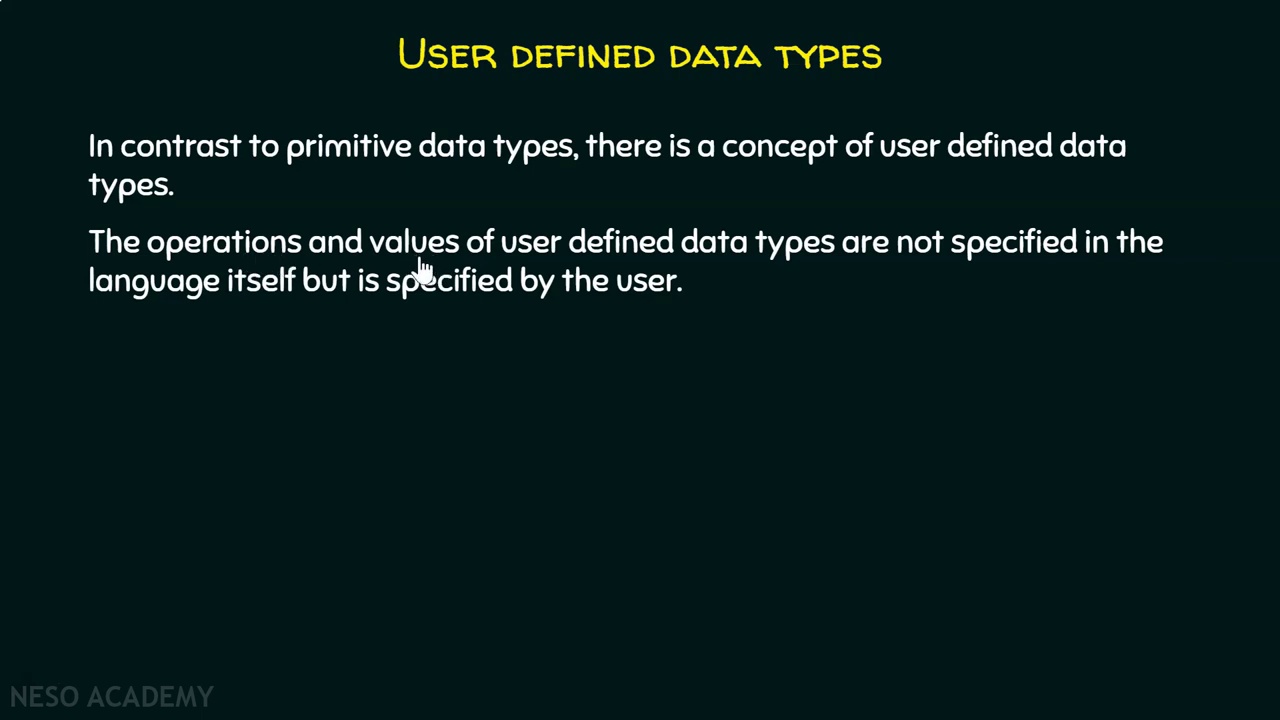 USER DEFINED DATA TYPES
In contrast to primitive data types, there is a concept of user defined data
types.
The operations and values of user defined data types are not specified in the
language itself but is specified by the user.
NESO ACADEMY